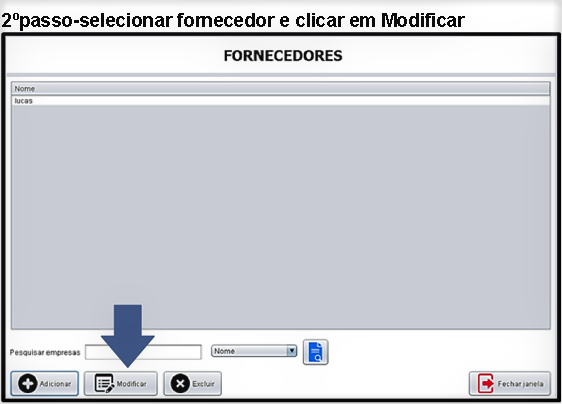 2ºpasso-selecionar fornecedor e clicar em Modificar
FORNECEDORES
Nome
lucas
Pesquisar empresas Nome
Adicionar Modificar Excluir Fechar janela